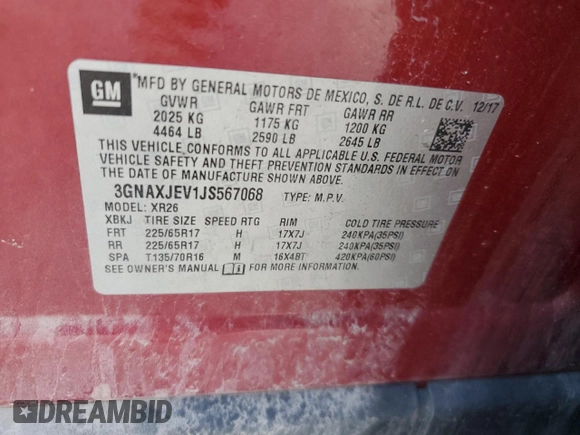 GM
*MFD BY GENERAL MOTORS DE MEXICO, S. DE R.L. DE C.V. 12/17
GVWR GAWR FRT GAWR RR
2025 KG 1175 KG 1200 KG
4464 LB 2590 LB 2645 LB
THIS VEHICLE CONFORMS TO ALL APPLICABLE U.S. FEDERAL MOTOR
VEHICLE SAFETY AND THEFT PREVENTION STANDARDS IN EFFECT ON
THE DATE OF MANUFACTURE SHOWN ABOVE.
3GNAXJEV1JS567068 TYPE: M.P.V.
MODEL: XR26
XBKJ TIRE SIZE SPEED RTG RIM COLD TIRE PRESSURE
FRT 225/65R17 H 17X7J 240KPA(35PSI)
RR 225/65R17 H 17X7J 240KPA(35PSI)
SPA T135/70R16 M 16X4BT 420KPA(60PSI)
SEE OWNER'S MANUAL FOR MORE INFORMATION.
DREAMBID